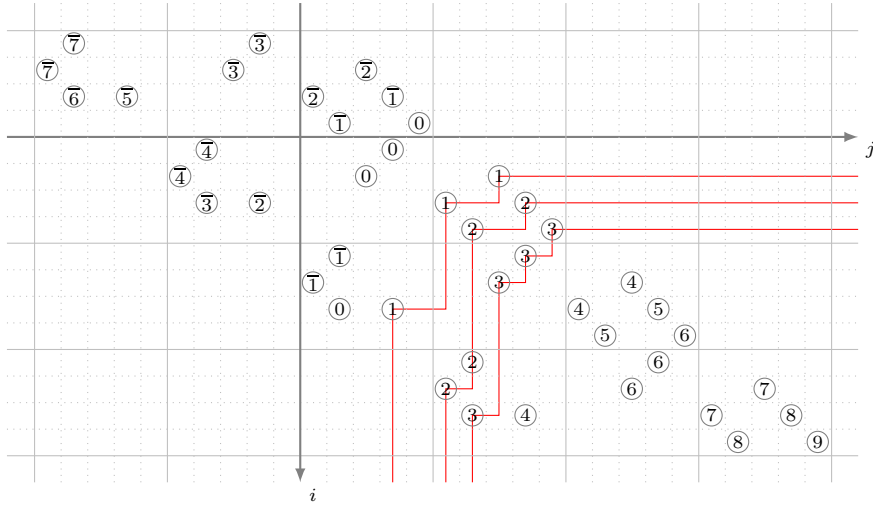 7̅ 3̅
7̅ 3̅ 2̅
6̅ 5̅ 2̅ 1̅
1̅ 0
4̅ 0 j
4̅ 0 1
3̅ 2̅ 1 2
2 3
1̅ 3
1̅ 3 4
0 1 4 5
5 6
2 6
2 6 7
3 4 7 8
8 9
i